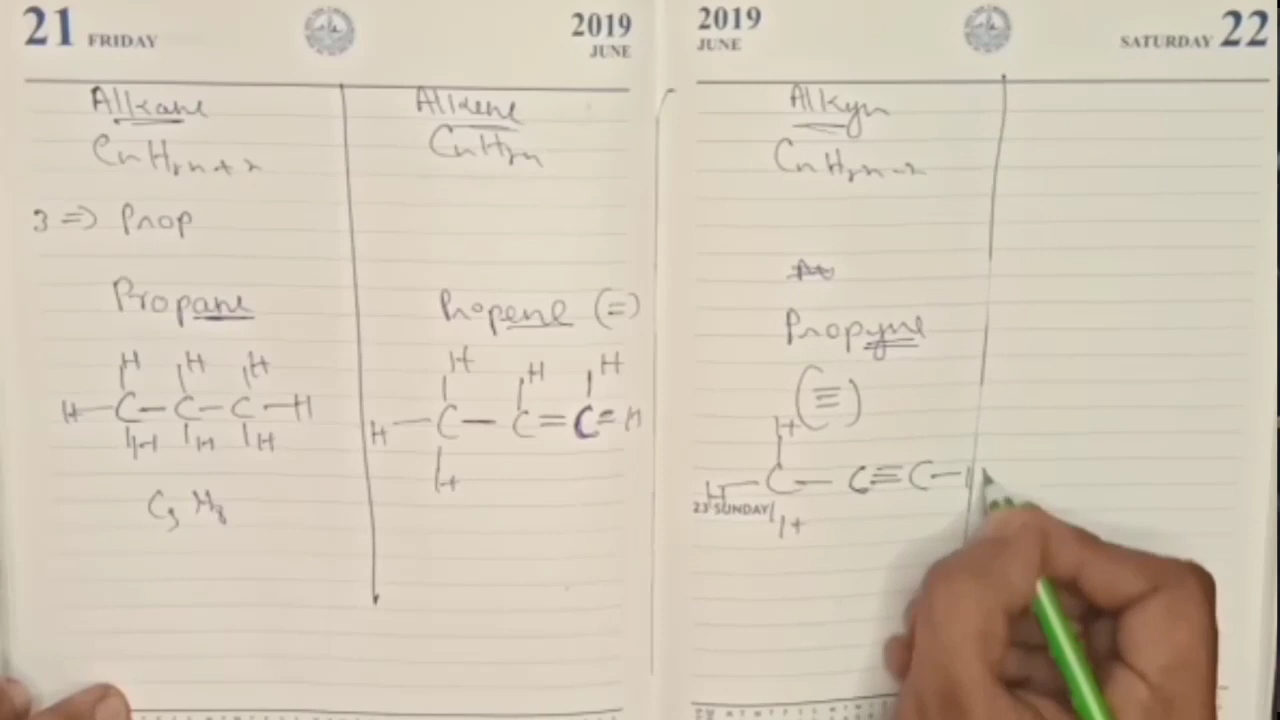 21 FRIDAY
2019
JUNE
Alkane
CnH2n+2
3 => Prop
Propane
H H H
H—C—C—C—H
H H H
C3H8
Alkene
CnH2n
Propene (=)
H H H
H—C—C=C=H
H
2019
JUNE
SATURDAY 22
Alkyn
CnH2n-2
Propyne
(≡)
H
H—C—C≡C—H
23 SUNDAY
H